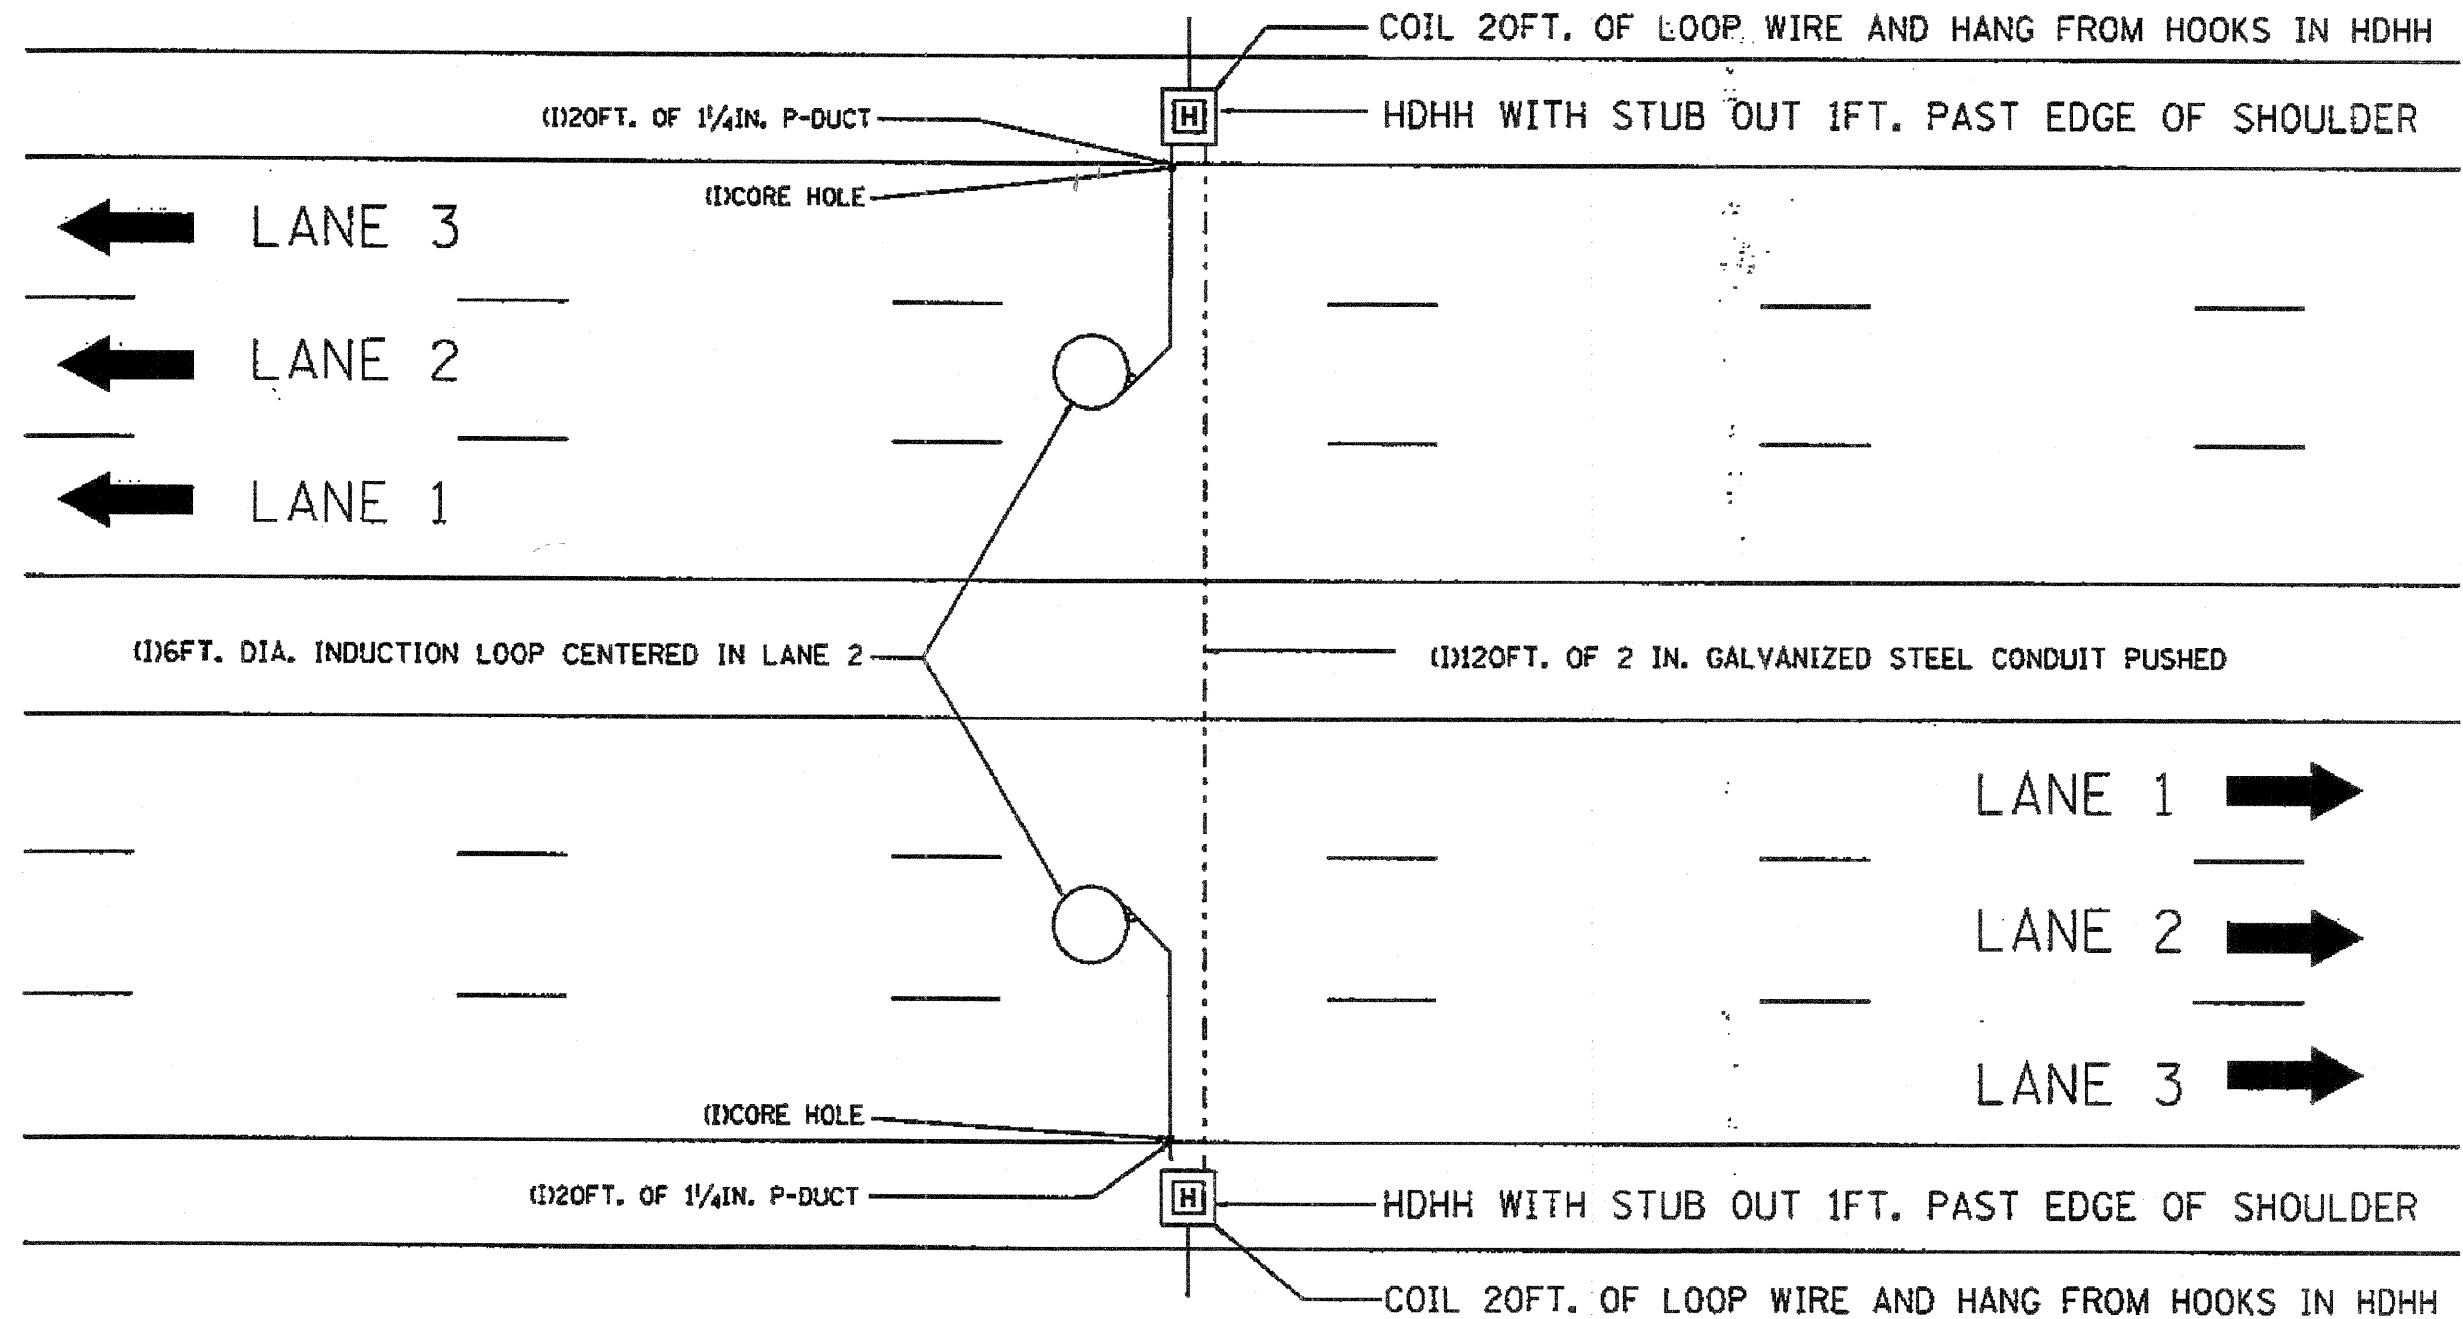 COIL 20FT. OF LOOP WIRE AND HANG FROM HOOKS IN HDHH
(I)20FT. OF 1¼IN. P-DUCT
H
HDHH WITH STUB OUT 1FT. PAST EDGE OF SHOULDER
(I)CORE HOLE
LANE 3
LANE 2
LANE 1
(I)6FT. DIA. INDUCTION LOOP CENTERED IN LANE 2
(I)120FT. OF 2 IN. GALVANIZED STEEL CONDUIT PUSHED
LANE 1
LANE 2
LANE 3
(I)CORE HOLE
(I)20FT. OF 1¼IN. P-DUCT
H
HDHH WITH STUB OUT 1FT. PAST EDGE OF SHOULDER
COIL 20FT. OF LOOP WIRE AND HANG FROM HOOKS IN HDHH